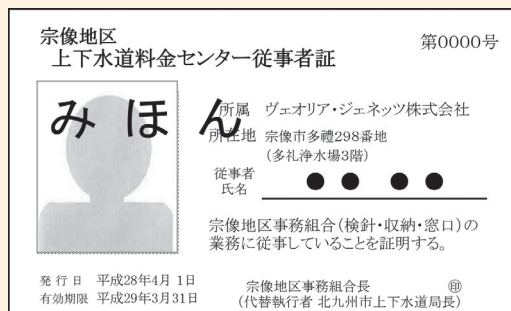 宗像地区
上下水道料金センター従事者証
第0000号
みほん
所属 ヴェオリア・ジェネッツ株式会社
所在地 宗像市多禮298番地
(多礼浄水場3階)
従事者
氏名
●● ●●
宗像地区事務組合(検針・収納・窓口)の
業務に従事していることを証明する。
発行日 平成28年4月1日
有効期限 平成29年3月31日
宗像地区事務組合長 ㊞
(代替執行者 北九州市上下水道局長)